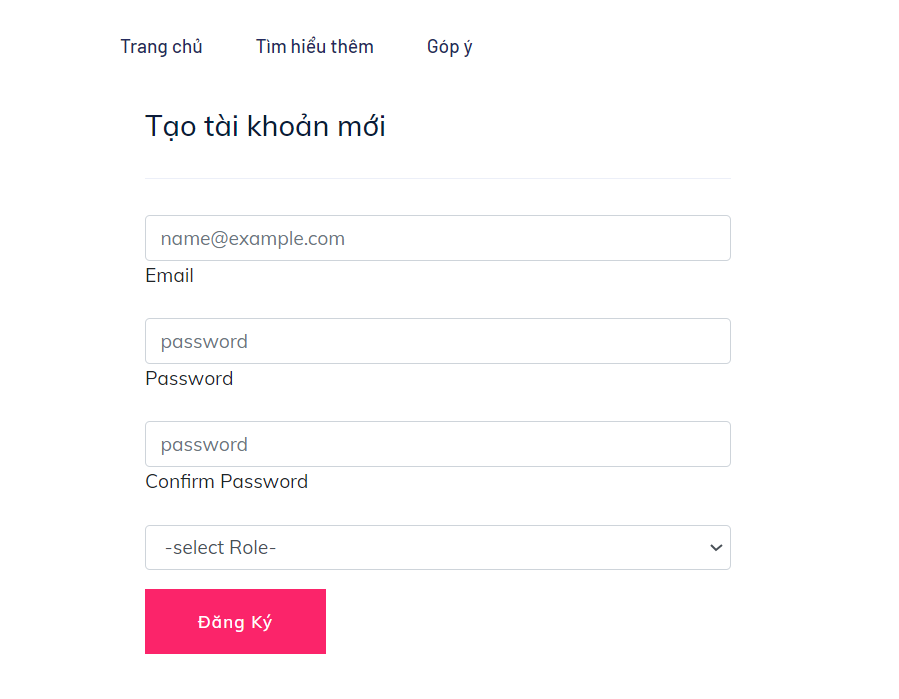 Trang chủ Tìm hiểu thêm Góp ý
Tạo tài khoản mới
name@example.com
Email
password
Password
password
Confirm Password
-select Role-
Đăng Ký